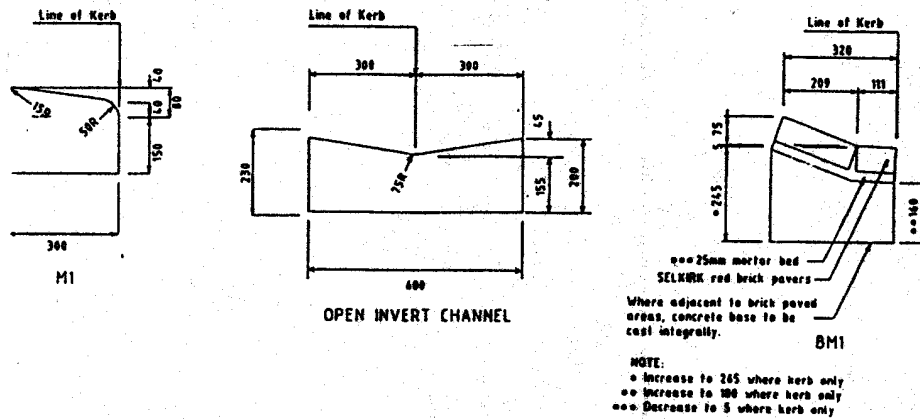 Line of Kerb
40
15R
50R
40
80
150
300
M1
Line of Kerb
300
300
45
230
75R
155
200
600
OPEN INVERT CHANNEL
Line of Kerb
320
209
111
75
5
*245
**160
***25mm mortar bed
SELKIRK red brick pavers
Where adjacent to brick paved
areas, concrete base to be
cast integrally.
BM1
NOTE:
* Increase to 265 where kerb only
** Increase to 180 where kerb only
*** Decrease to 5 where kerb only